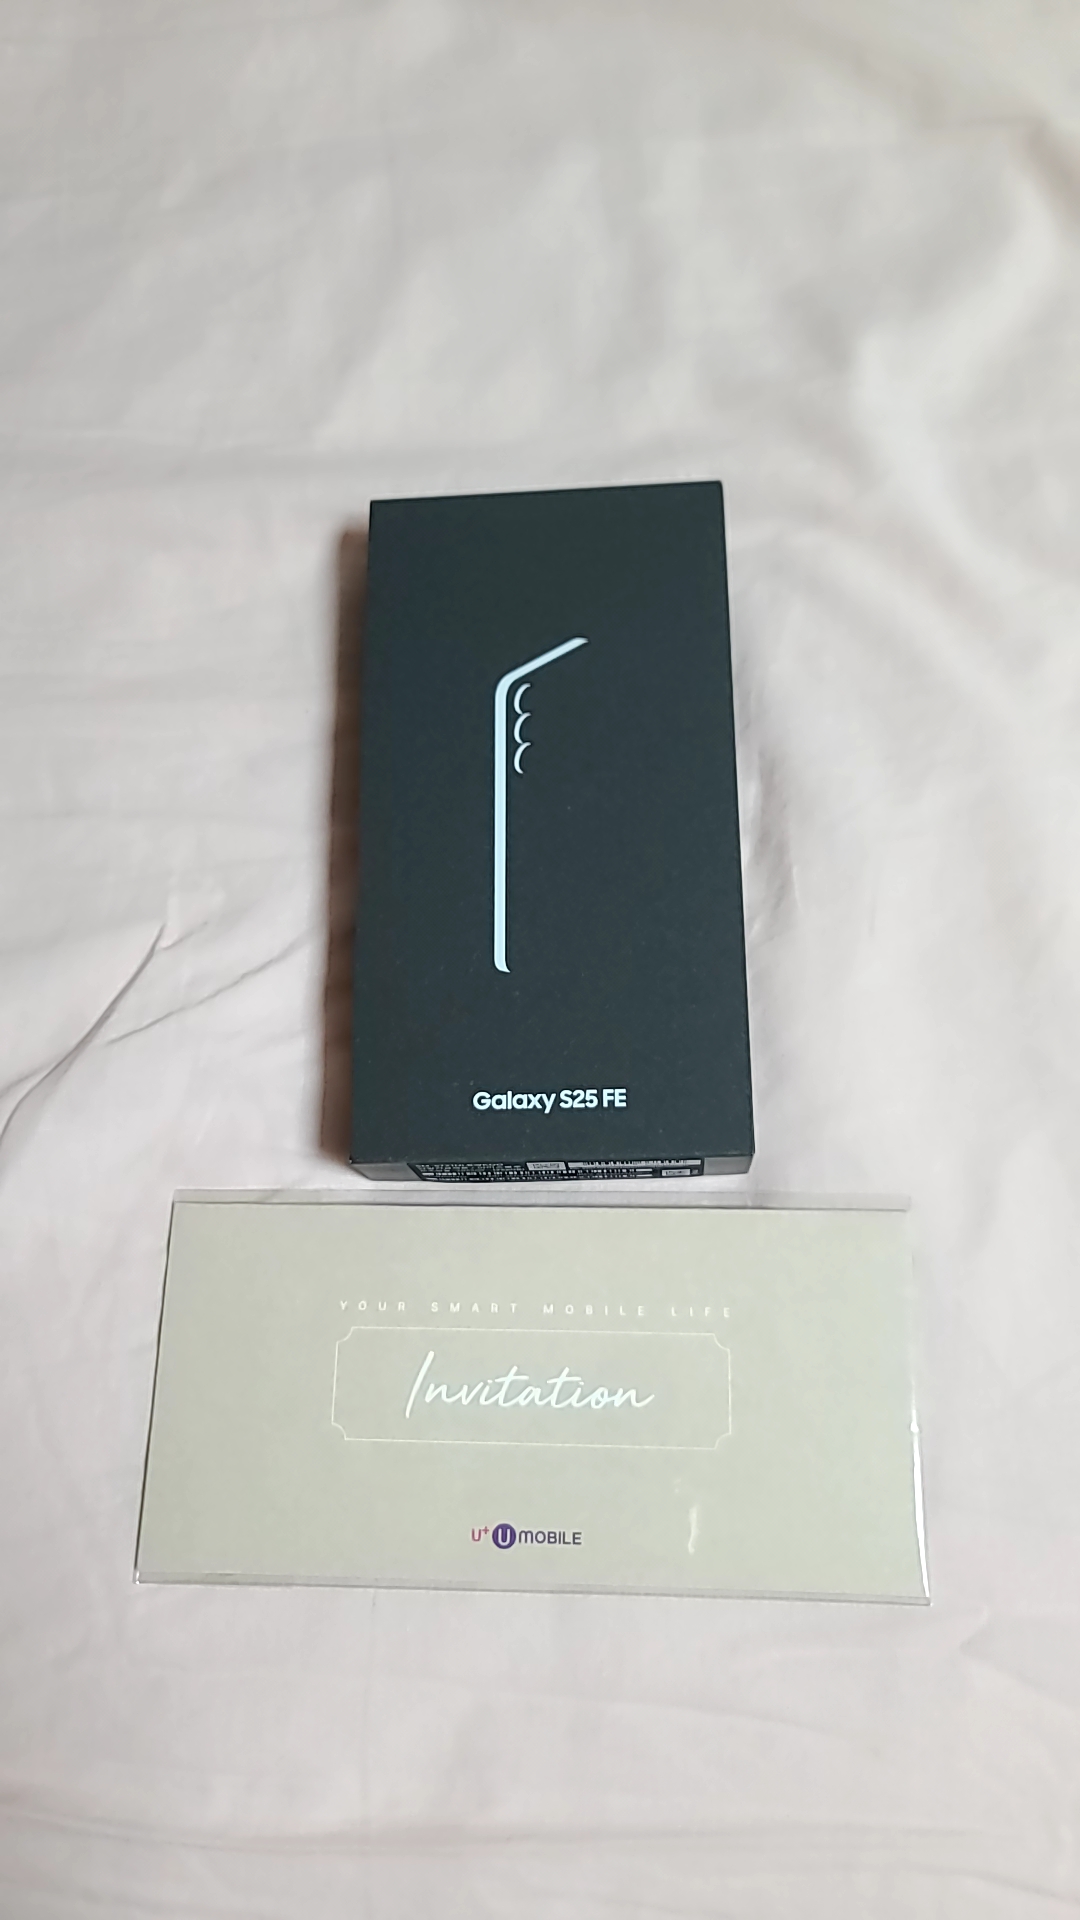 Galaxy S25 FE
YOUR SMART MOBILE LIFE
Invitation
U+ U MOBILE